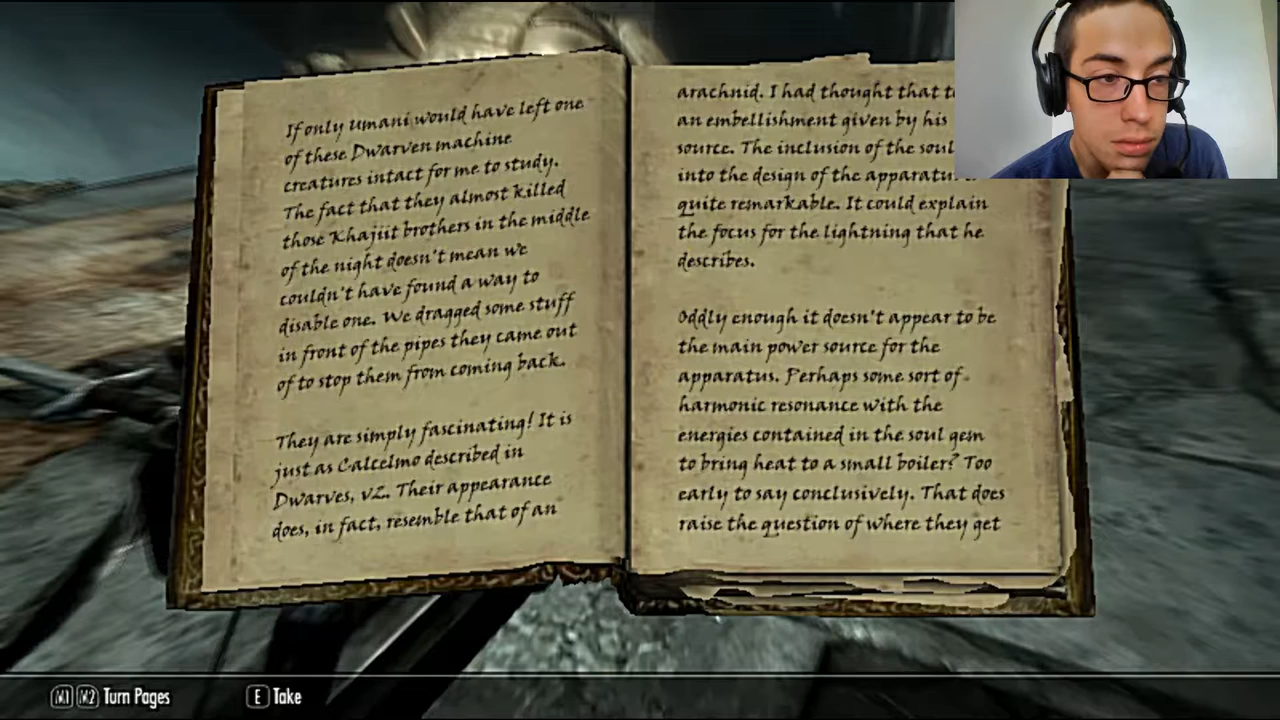 If only Umani would have left one
of these Dwarven machine
creatures intact for me to study.
The fact that they almost killed
those Khajiit brothers in the middle
of the night doesn't mean we
couldn't have found a way to
disable one. We dragged some stuff
in front of the pipes they came out
of to stop them from coming back.
They are simply fascinating! It is
just as Calcelmo described in
Dwarves, v2. Their appearance
does, in fact, resemble that of an
arachnid. I had thought that
an embellishment given by his
source. The inclusion of the soul
into the design of the
quite remarkable. It could explain
the focus for the lightning that he
describes.
Oddly enough it doesn't appear to be
the main power source for the
apparatus. Perhaps some sort of
harmonic resonance with the
energies contained in the soul gem
to bring heat to a small boiler? Too
early to say conclusively. That does
raise the question of where they get
M1 M2 Turn Pages
E Take